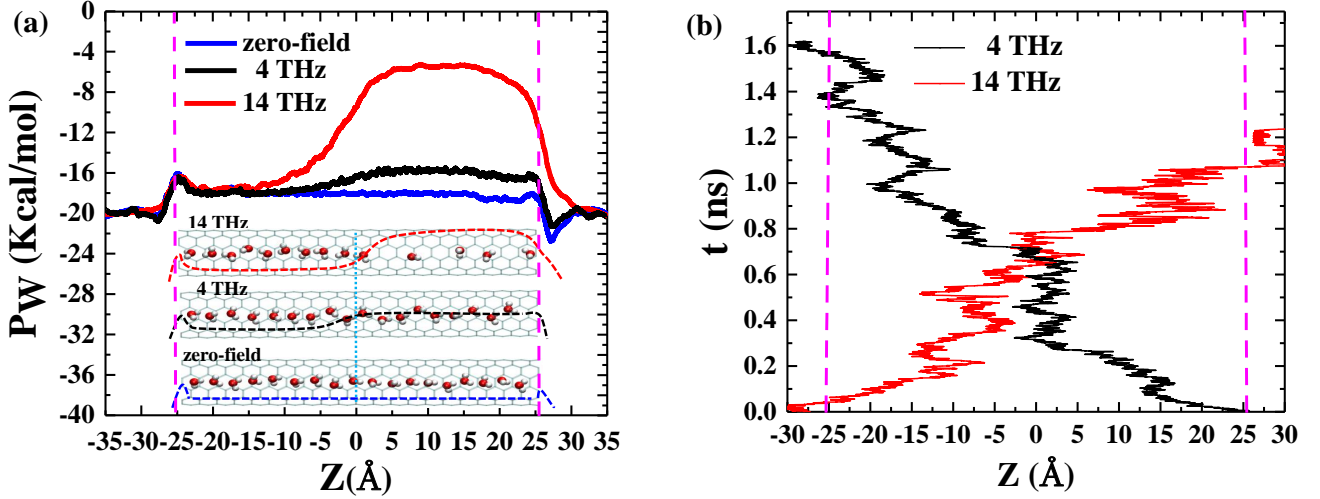 (a)
Pw (Kcal/mol)
0
-4
-8
-12
-16
-20
-24
-28
-32
-36
-40
zero-field
4 THz
14 THz
14 THz
4 THz
zero-field
-35 -30 -25 -20 -15 -10 -5 0 5 10 15 20 25 30 35
Z(Å)
(b)
t (ns)
1.6
1.4
1.2
1.0
0.8
0.6
0.4
0.2
0.0
4 THz
14 THz
-30 -25 -20 -15 -10 -5 0 5 10 15 20 25 30
Z (Å)